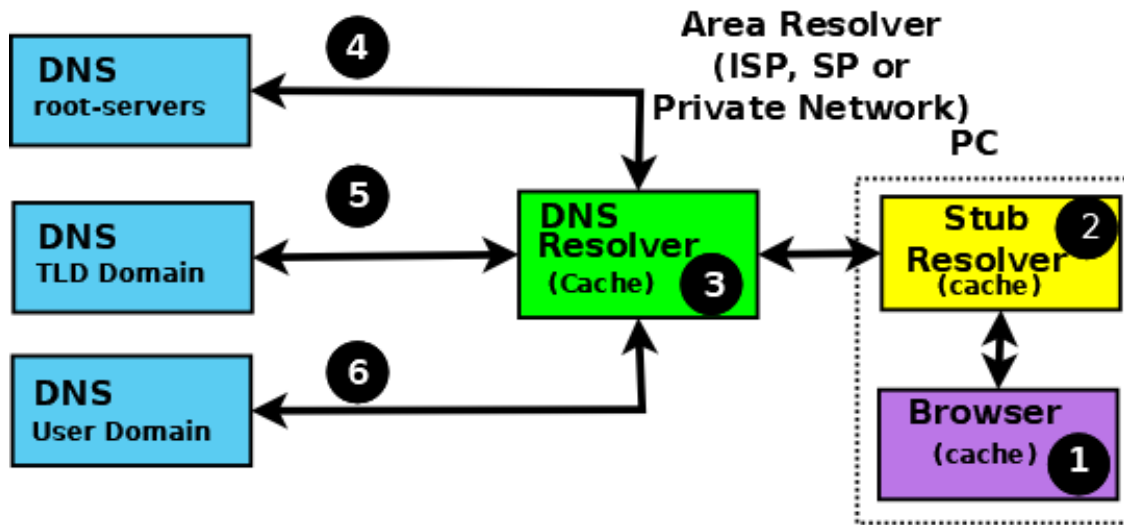 DNS
root-servers
4
Area Resolver
(ISP, SP or
Private Network)
PC
DNS
TLD Domain
5
DNS
Resolver
(Cache)
3
Stub
Resolver
(cache)
2
DNS
User Domain
6
Browser
(cache)
1